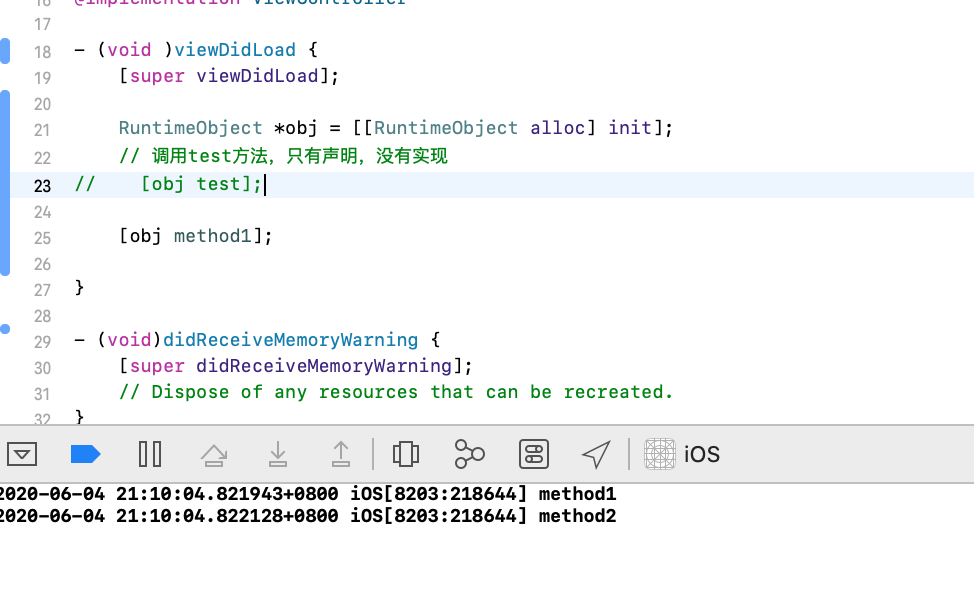 16 @implementation ViewController
17
18 - (void )viewDidLoad {
19 [super viewDidLoad];
20
21 RuntimeObject *obj = [[RuntimeObject alloc] init];
22 // 调用test方法，只有声明，没有实现
23 // [obj test];
24
25 [obj method1];
26
27 }
28
29 - (void)didReceiveMemoryWarning {
30 [super didReceiveMemoryWarning];
31 // Dispose of any resources that can be recreated.
32 }
iOS
2020-06-04 21:10:04.821943+0800 iOS[8203:218644] method1
2020-06-04 21:10:04.822128+0800 iOS[8203:218644] method2